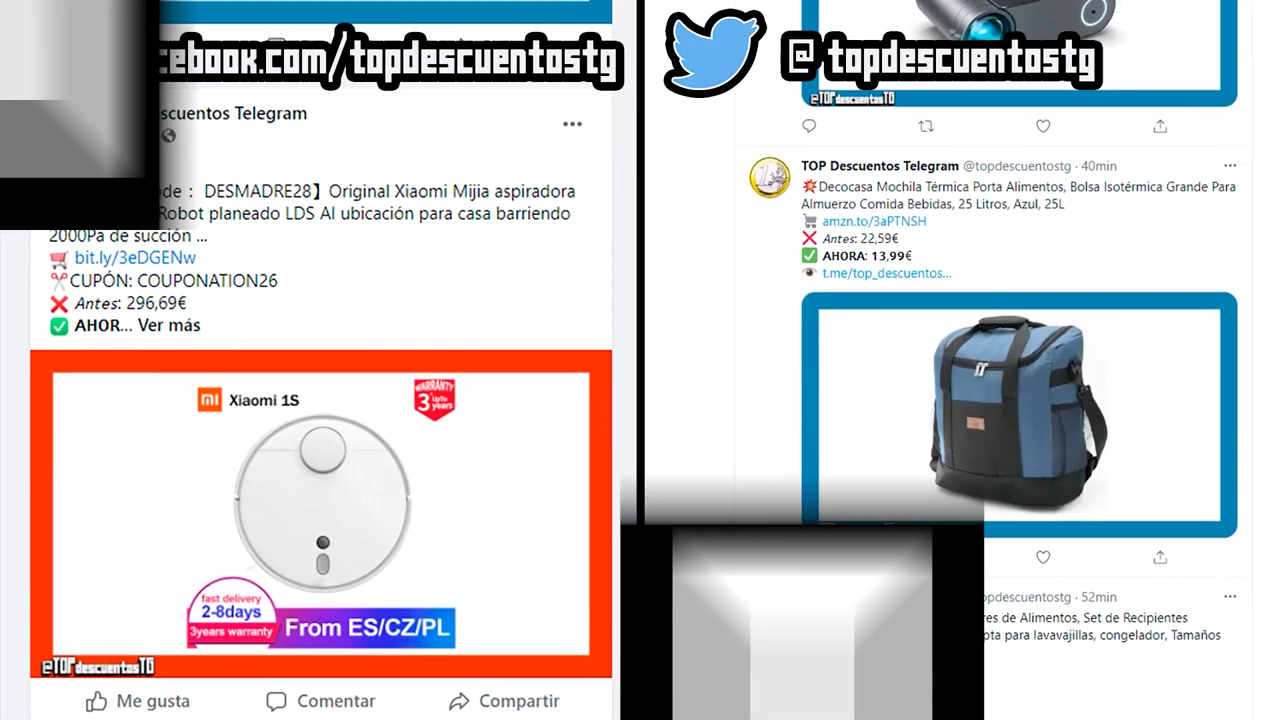 cebook.com/topdescuentostg
scuentos Telegram
de : DESMADRE28】Original Xiaomi Mijia aspiradora
Robot planeado LDS AI ubicación para casa barriendo
2000Pa de succión ...
bit.ly/3eDGENw
CUPÓN: COUPONATION26
Antes: 296,69€
AHOR... Ver más
mi Xiaomi 1S
WARRANTY
UpTo
3 years
fast delivery
2-8days
3years warranty
From ES/CZ/PL
@TOPdescuentosTG
Me gusta Comentar Compartir
@topdescuentostg
@TOPdescuentosTG
TOP Descuentos Telegram @topdescuentostg · 40min
Decocasa Mochila Térmica Porta Alimentos, Bolsa Isotérmica Grande Para
Almuerzo Comida Bebidas, 25 Litros, Azul, 25L
amzn.to/3aPTNSH
Antes: 22,59€
AHORA: 13,99€
t.me/top_descuentos...
pdescuentostg · 52min
res de Alimentos, Set de Recipientes
pta para lavavajillas, congelador, Tamaños